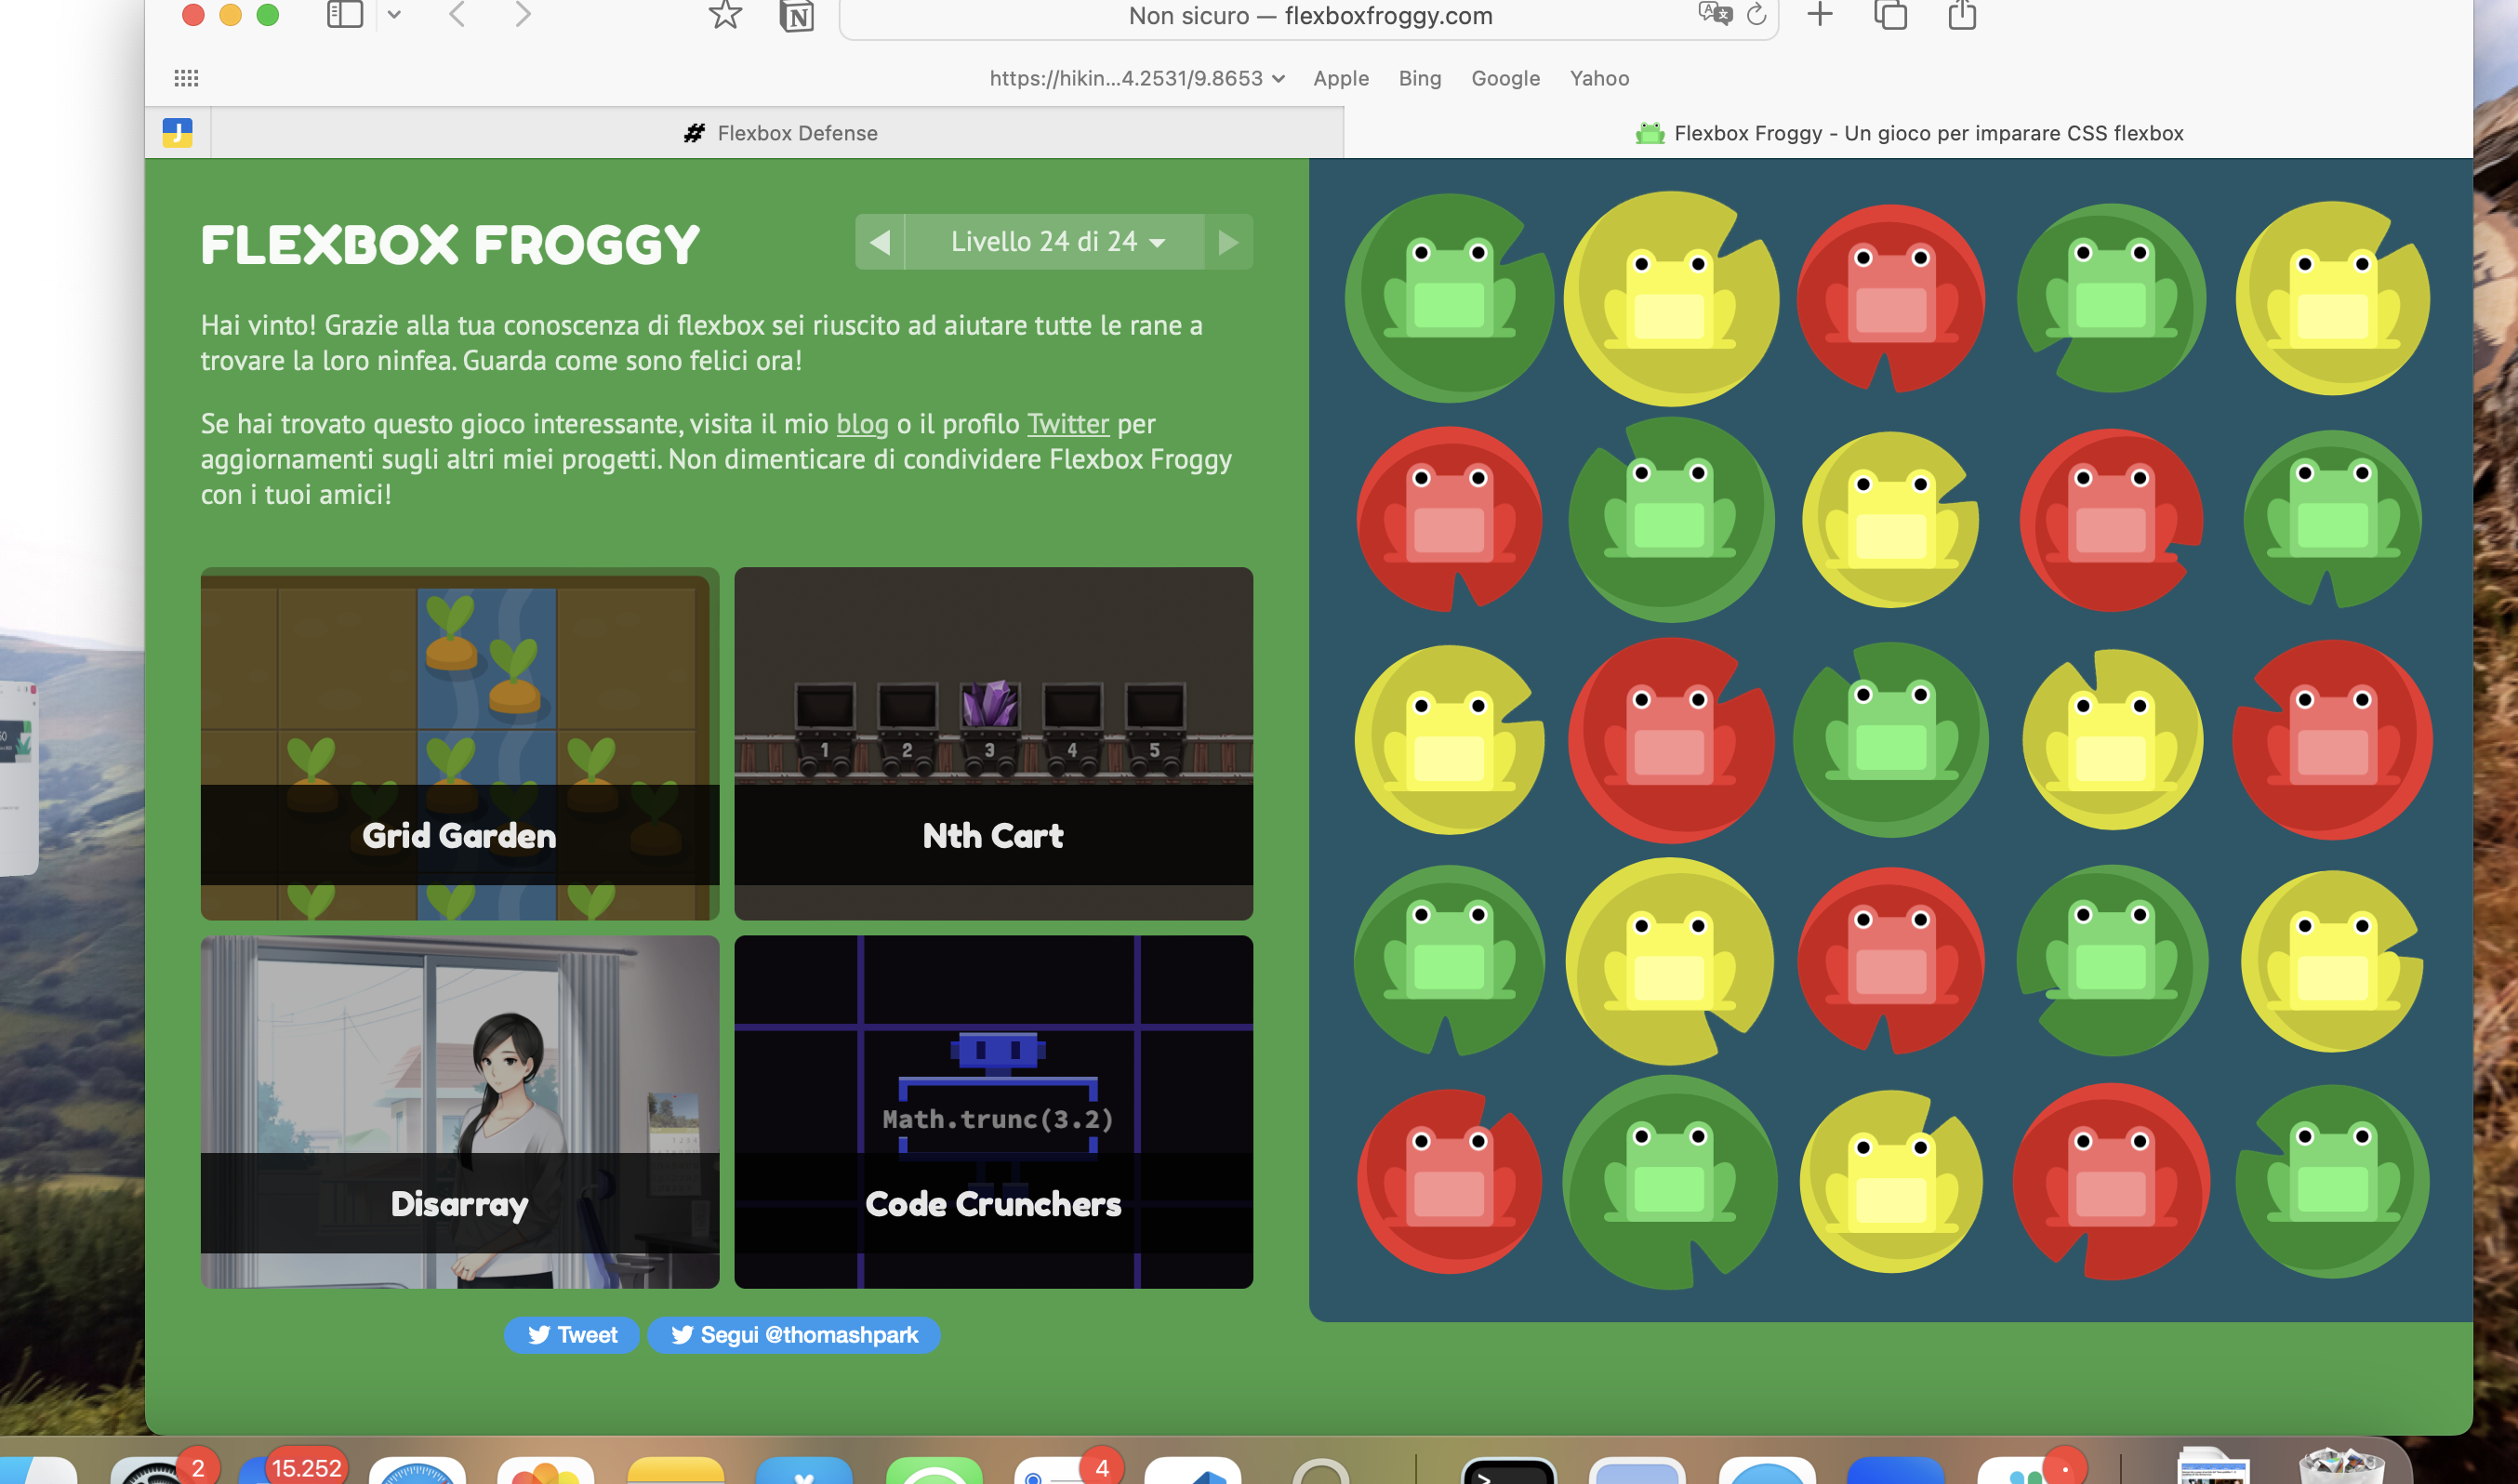 Non sicuro — flexboxfroggy.com
https://hikin...4.2531/9.8653 Apple Bing Google Yahoo
J
Flexbox Defense
Flexbox Froggy - Un gioco per imparare CSS flexbox
FLEXBOX FROGGY
Livello 24 di 24
Hai vinto! Grazie alla tua conoscenza di flexbox sei riuscito ad aiutare tutte le rane a
trovare la loro ninfea. Guarda come sono felici ora!
Se hai trovato questo gioco interessante, visita il mio blog o il profilo Twitter per
aggiornamenti sugli altri miei progetti. Non dimenticare di condividere Flexbox Froggy
con i tuoi amici!
1 2 3 4 5
Grid Garden
Nth Cart
Math.trunc(3.2)
Disarray
Code Crunchers
Tweet
Segui @thomashpark
2
15.252
4